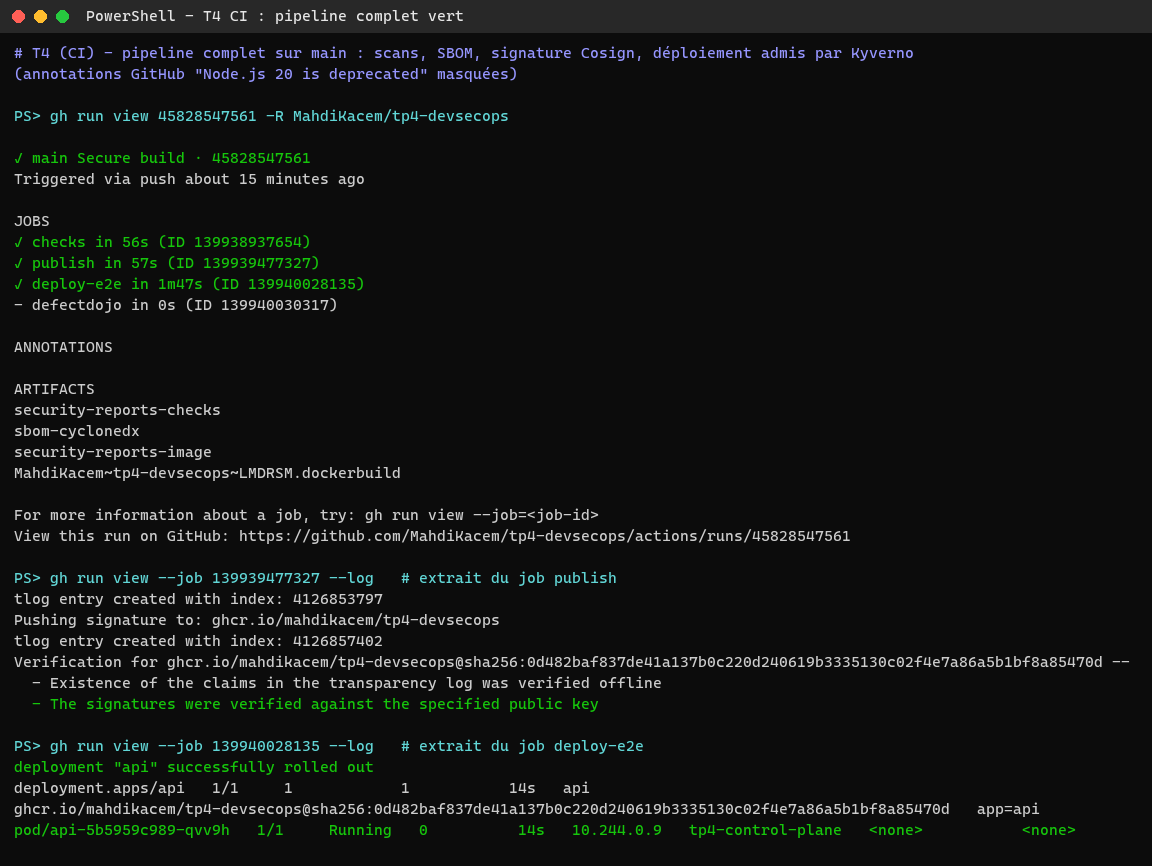 PowerShell — T4 CI : pipeline complet vert
# T4 (CI) — pipeline complet sur main : scans, SBOM, signature Cosign, déploiement admis par Kyverno
(annotations GitHub "Node.js 20 is deprecated" masquées)
PS> gh run view 45828547561 -R MahdiKacem/tp4-devsecops
✓ main Secure build · 45828547561
Triggered via push about 15 minutes ago
JOBS
✓ checks in 56s (ID 139938937654)
✓ publish in 57s (ID 139939477327)
✓ deploy-e2e in 1m47s (ID 139940028135)
- defectdojo in 0s (ID 139940030317)
ANNOTATIONS
ARTIFACTS
security-reports-checks
sbom-cyclonedx
security-reports-image
MahdiKacem~tp4-devsecops~LMDRSM.dockerbuild
For more information about a job, try: gh run view --job=<job-id>
View this run on GitHub: https://github.com/MahdiKacem/tp4-devsecops/actions/runs/45828547561
PS> gh run view --job 139939477327 --log   # extrait du job publish
tlog entry created with index: 4126853797
Pushing signature to: ghcr.io/mahdikacem/tp4-devsecops
tlog entry created with index: 4126857402
Verification for ghcr.io/mahdikacem/tp4-devsecops@sha256:0d482baf837de41a137b0c220d240619b3335130c02f4e7a86a5b1bf8a85470d --
  - Existence of the claims in the transparency log was verified offline
  - The signatures were verified against the specified public key
PS> gh run view --job 139940028135 --log   # extrait du job deploy-e2e
deployment "api" successfully rolled out
deployment.apps/api   1/1     1            1           14s   api
ghcr.io/mahdikacem/tp4-devsecops@sha256:0d482baf837de41a137b0c220d240619b3335130c02f4e7a86a5b1bf8a85470d   app=api
pod/api-5b5959c989-qvv9h   1/1     Running   0          14s   10.244.0.9   tp4-control-plane   <none>           <none>